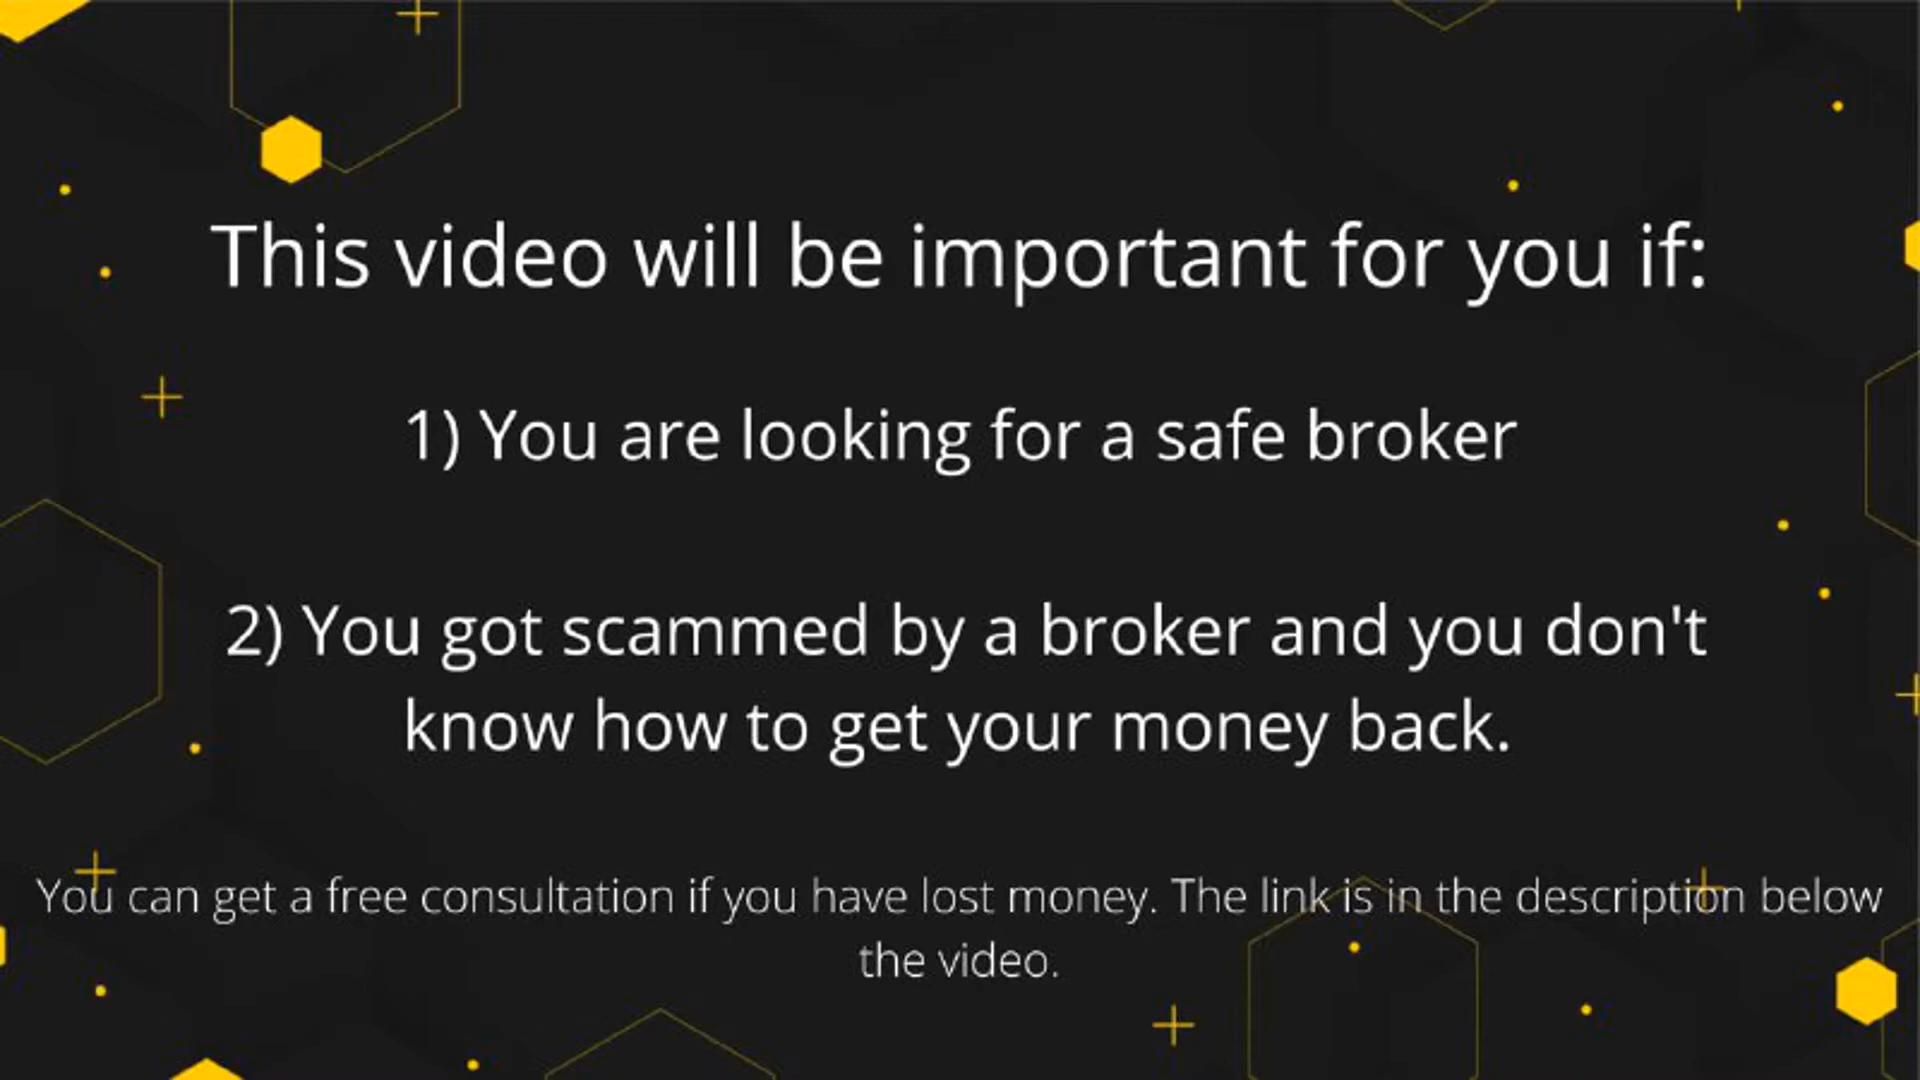 This video will be important for you if:
1) You are looking for a safe broker
2) You got scammed by a broker and you don't
know how to get your money back.
You can get a free consultation if you have lost money. The link is in the description below
the video.